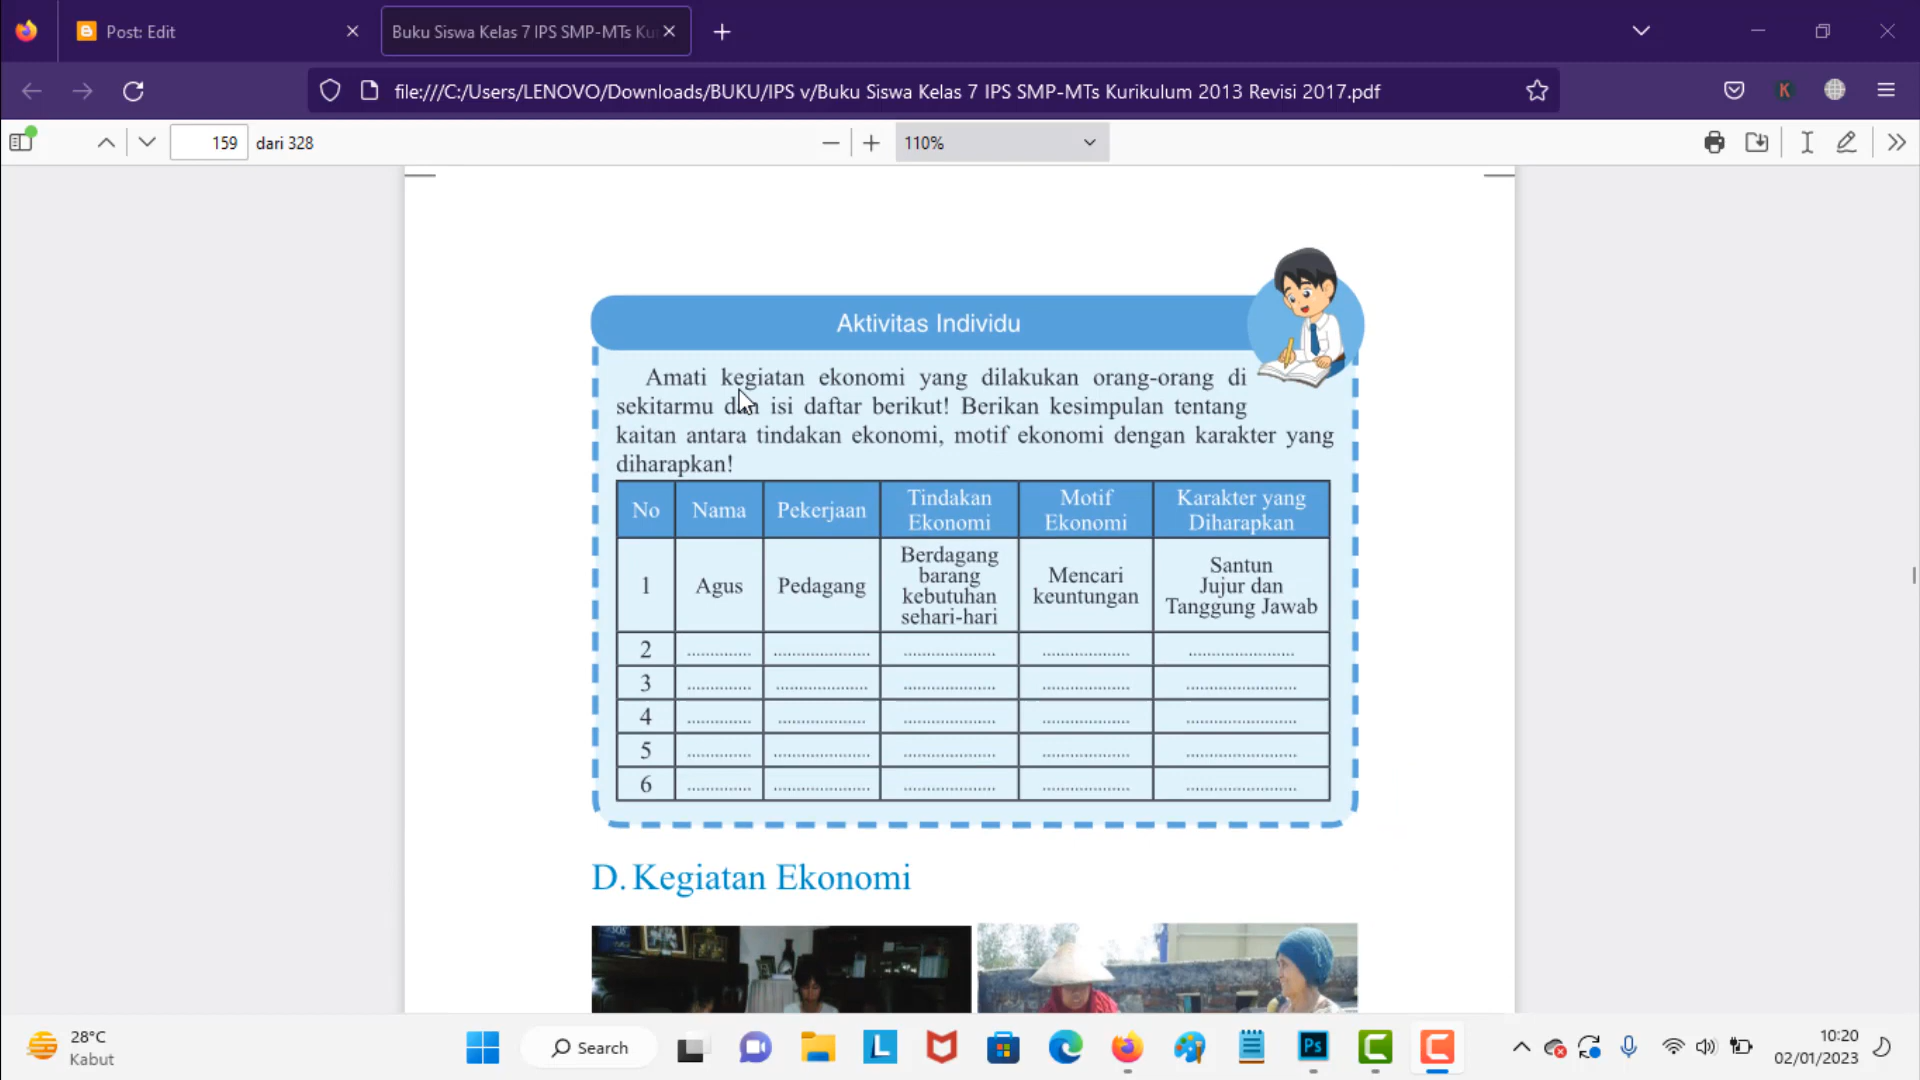 Post: Edit
Buku Siswa Kelas 7 IPS SMP-MTs Ku
file:///C:/Users/LENOVO/Downloads/BUKU/IPS v/Buku Siswa Kelas 7 IPS SMP-MTs Kurikulum 2013 Revisi 2017.pdf
K
159 dari 328
110%
Aktivitas Individu
Amati kegiatan ekonomi yang dilakukan orang-orang di
sekitarmu dan isi daftar berikut! Berikan kesimpulan tentang
kaitan antara tindakan ekonomi, motif ekonomi dengan karakter yang
diharapkan!
No Nama Pekerjaan Tindakan Ekonomi Motif Ekonomi Karakter yang Diharapkan
1 Agus Pedagang Berdagang barang kebutuhan sehari-hari Mencari keuntungan Santun Jujur dan Tanggung Jawab
2 .............. ..................... .................... ................... .......................
3 .............. .................... .................... ................... ........................
4 .............. ................... .................... ................... ........................
5 .............. ..................... .................... ................... ........................
6 .............. ..................... .................... ................... ........................
D. Kegiatan Ekonomi
28°C
Kabut
Search
L
Ps
10:20
02/01/2023